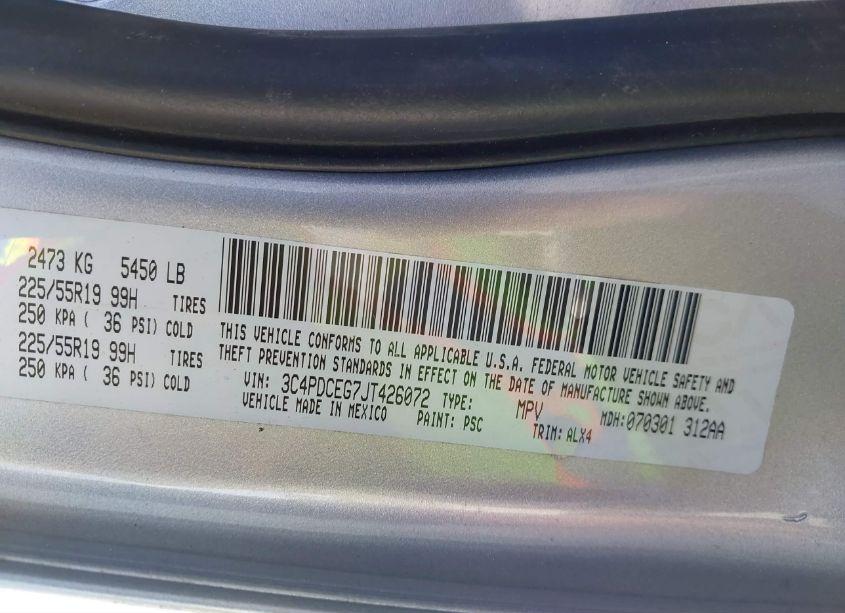 2473 KG 5450 LB
225/55R19 99H TIRES
250 KPA ( 36 PSI) COLD
225/55R19 99H TIRES
250 KPA ( 36 PSI) COLD
THIS VEHICLE CONFORMS TO ALL APPLICABLE U.S.A. FEDERAL MOTOR VEHICLE SAFETY AND
THEFT PREVENTION STANDARDS IN EFFECT ON THE DATE OF MANUFACTURE SHOWN ABOVE.
VIN: 3C4PDCEG7JT426072 TYPE: MPV MDH:070301 312AA
VEHICLE MADE IN MEXICO PAINT: PSC TRIM: ALX4